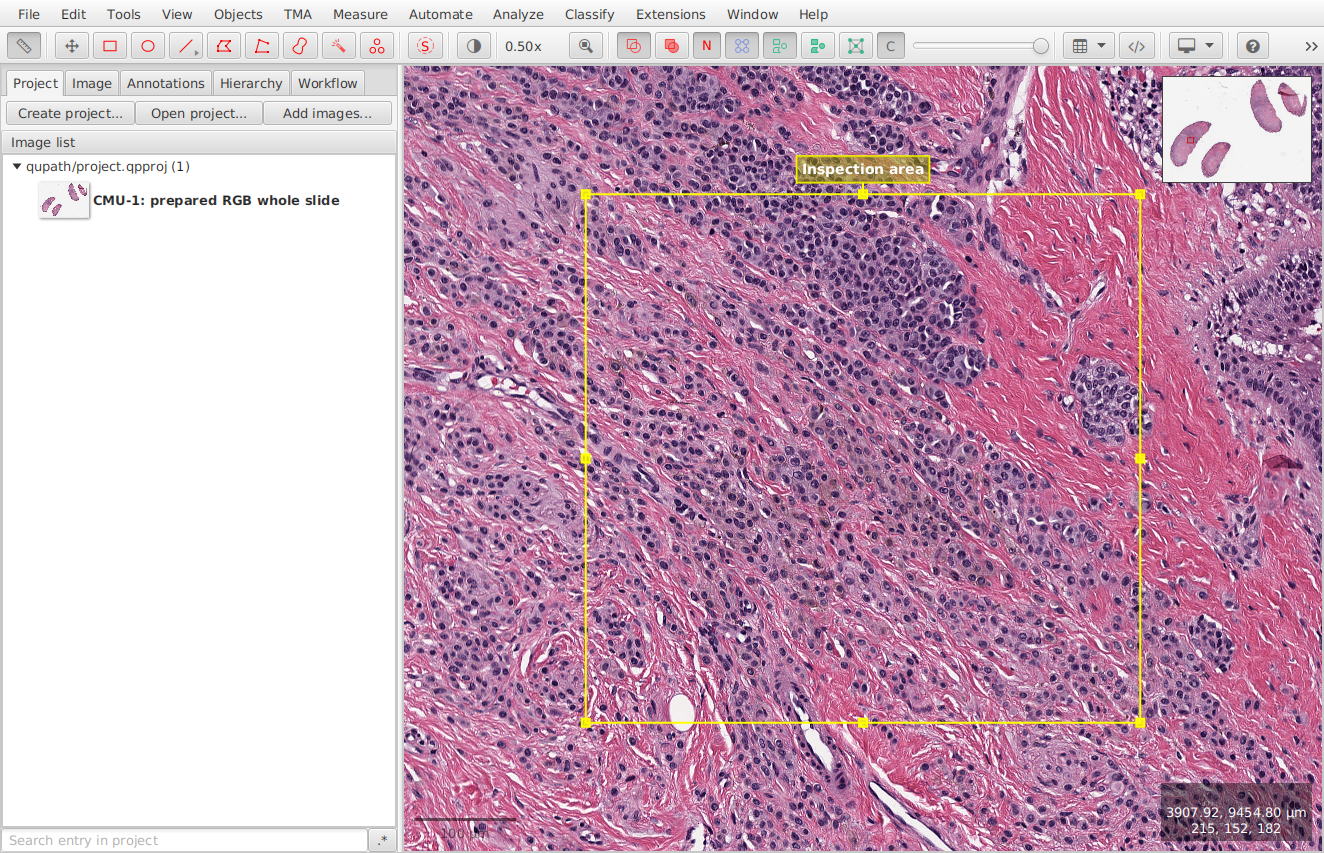 File Edit Tools View Objects TMA Measure Automate Analyze Classify Extensions Window Help
S 0.50x N C </> ? >>
Project Image Annotations Hierarchy Workflow
Create project... Open project... Add images...
Image list
qupath/project.qpproj (1)
CMU-1: prepared RGB whole slide
Inspection area
100 µm
3907.92, 9454.80 µm
215, 152, 182
Search entry in project .*